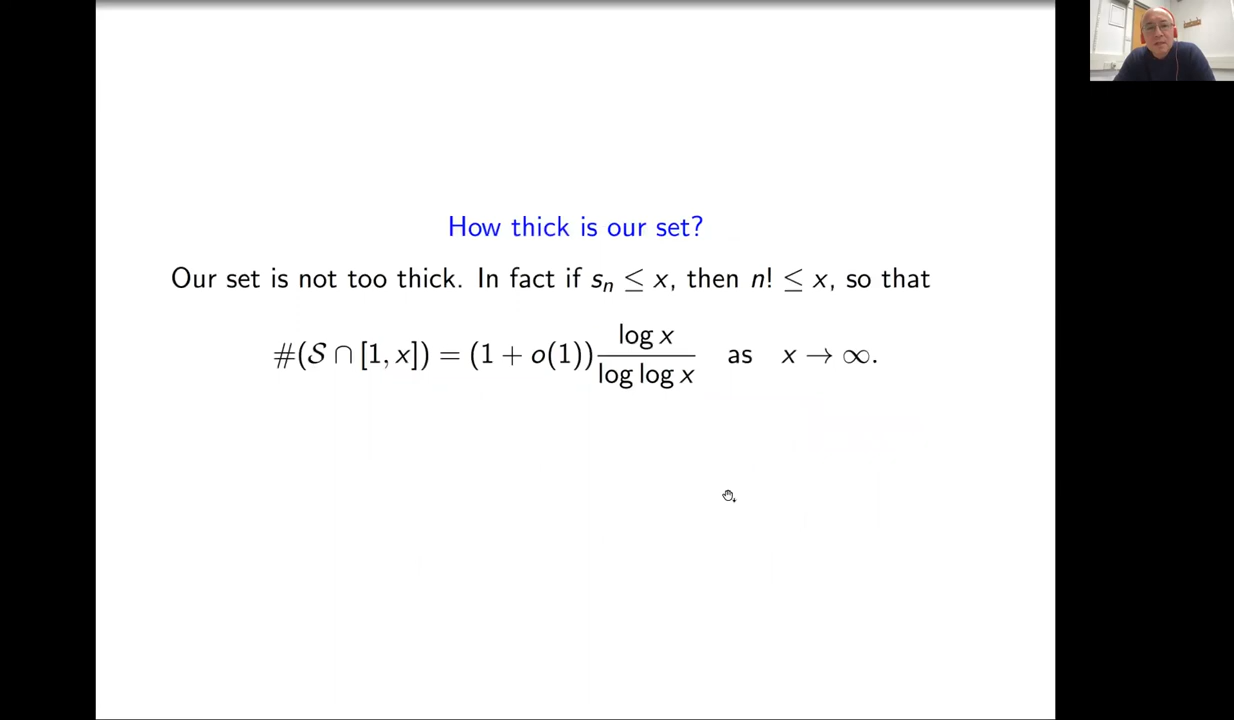 How thick is our set?
Our set is not too thick. In fact if sₙ ≤ x, then n! ≤ x, so that
#(𝒮 ∩ [1, x]) = (1 + o(1)) log x / log log x as x → ∞.